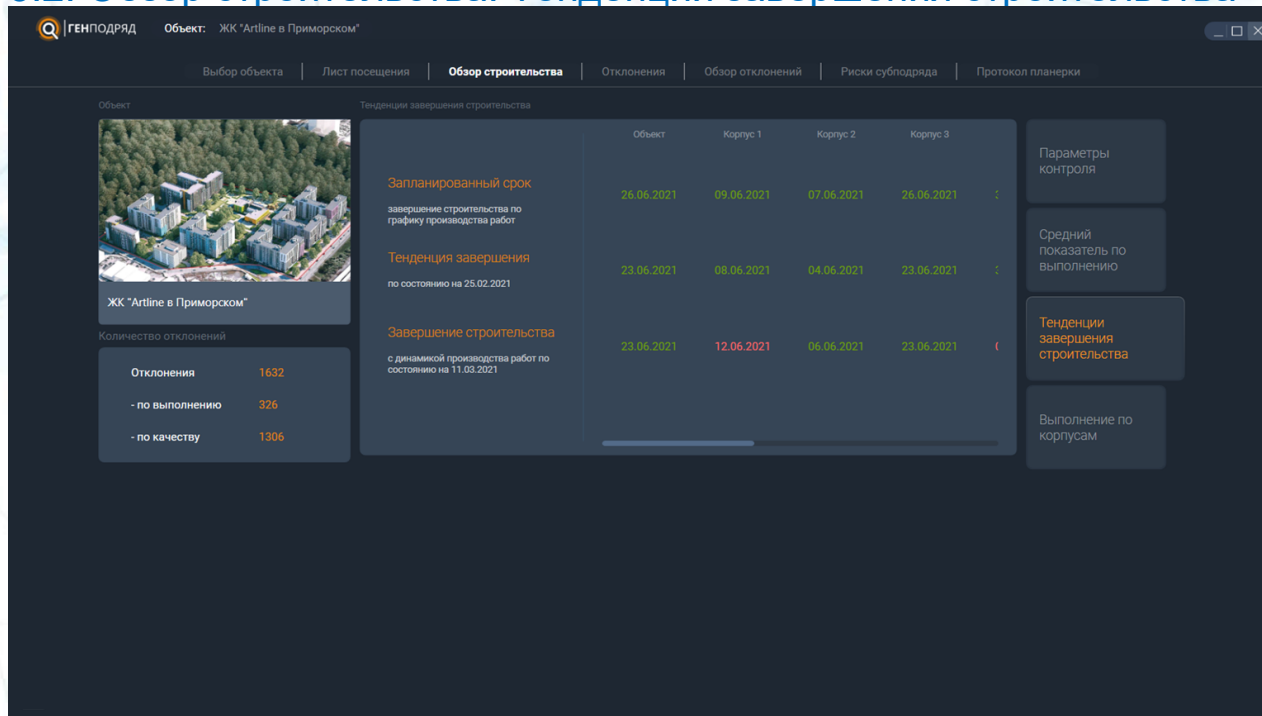 ГЕНПОДРЯД Объект: ЖК "Artline в Приморском"
Выбор объекта Лист посещения Обзор строительства Отклонения Обзор отклонений Риски субподряда Протокол планерки
Объект
ЖК "Artline в Приморском"
Количество отклонений
Отклонения 1632
- по выполнению 326
- по качеству 1306
Тенденции завершения строительства
Объект Корпус 1 Корпус 2 Корпус 3
Запланированный срок
завершение строительства по
графику производства работ
26.06.2021 09.06.2021 07.06.2021 26.06.2021
Тенденция завершения
по состоянию на 25.02.2021
23.06.2021 08.06.2021 04.06.2021 23.06.2021
Завершение строительства
с динамикой производства работ по
состоянию на 11.03.2021
23.06.2021 12.06.2021 06.06.2021 23.06.2021
Параметры
контроля
Средний
показатель по
выполнению
Тенденции
завершения
строительства
Выполнение по
корпусам